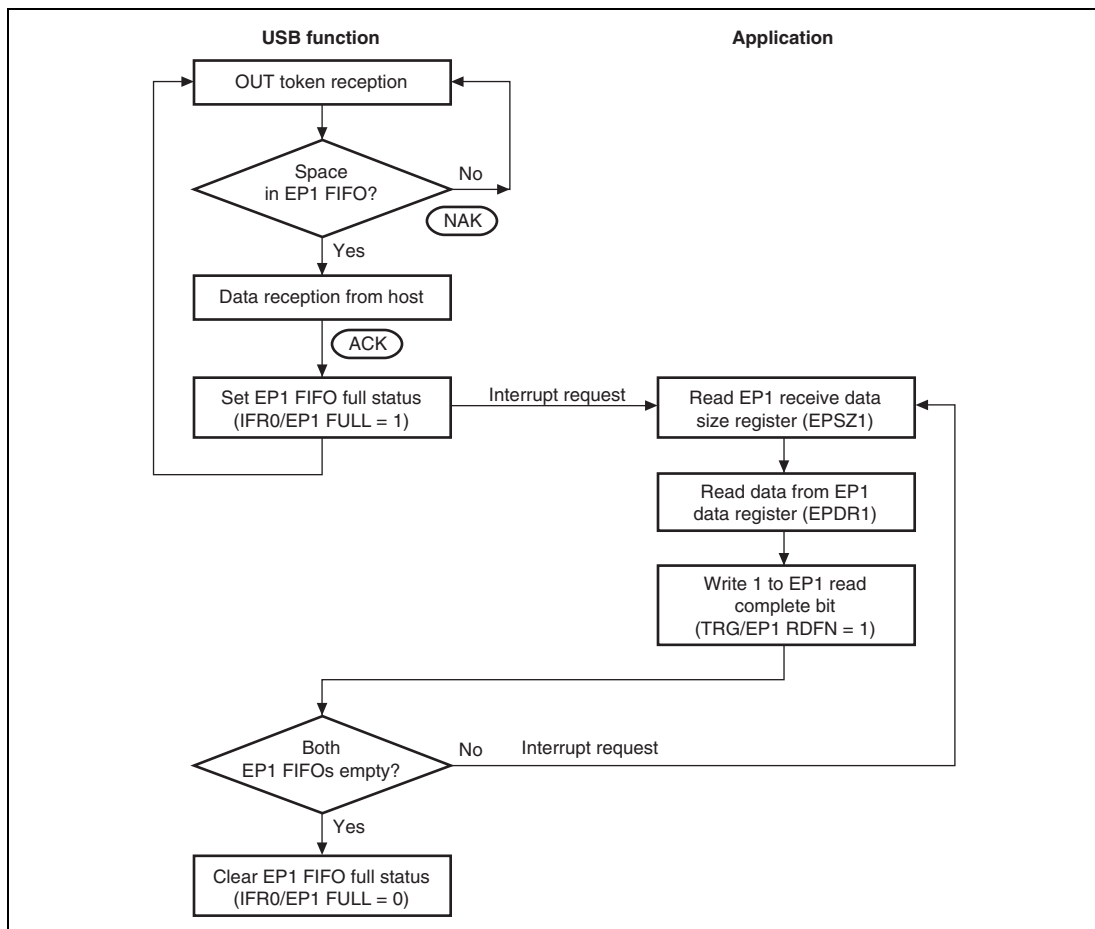 USB function
Application
OUT token reception
Space
in EP1 FIFO?
No
NAK
Yes
Data reception from host
ACK
Set EP1 FIFO full status
(IFR0/EP1 FULL = 1)
Interrupt request
Read EP1 receive data
size register (EPSZ1)
Read data from EP1
data register (EPDR1)
Write 1 to EP1 read
complete bit
(TRG/EP1 RDFN = 1)
Both
EP1 FIFOs empty?
No
Interrupt request
Yes
Clear EP1 FIFO full status
(IFR0/EP1 FULL = 0)